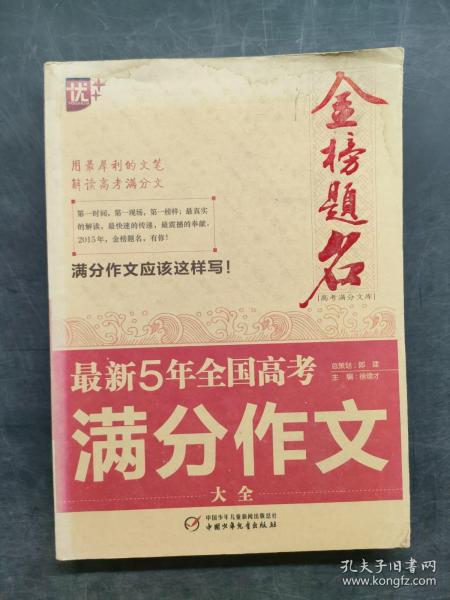 优++
金榜题名
[高考满分文库]
用最犀利的文笔
解读高考满分文
第一时间，第一现场，第一榜样；最真实
的解读，最快速的传递，最震撼的奉献。
2015年，金榜题名，有你！
满分作文应该这样写！
最新5年全国高考
总策划：郎 建
主 编：徐建才
满分作文
大全
中国少年儿童新闻出版总社
中国少年儿童出版社
孔夫子旧书网
www.kongfz.com